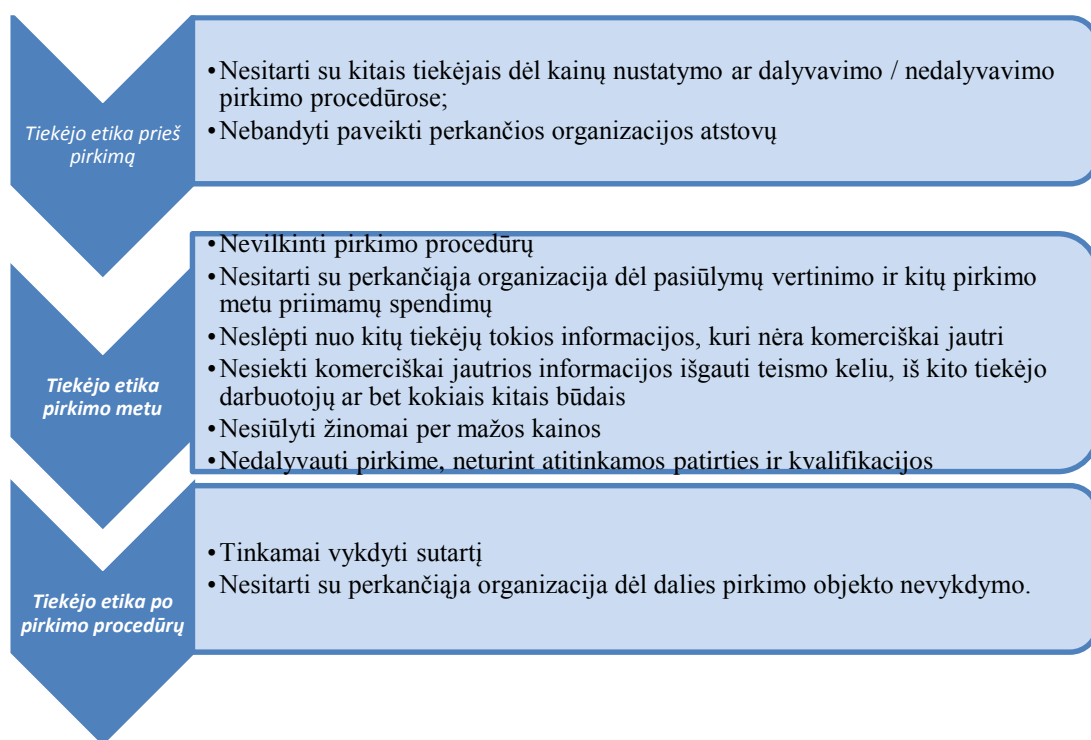 Tiekėjo etika prieš
pirkimą
•Nesitarti su kitais tiekėjais dėl kainų nustatymo ar dalyvavimo / nedalyvavimo
pirkimo procedūrose;
•Nebandyti paveikti perkančios organizacijos atstovų
Tiekėjo etika
pirkimo metu
•Nevilkinti pirkimo procedūrų
•Nesitarti su perkančiąja organizacija dėl pasiūlymų vertinimo ir kitų pirkimo
metu priimamų spendimų
•Neslėpti nuo kitų tiekėjų tokios informacijos, kuri nėra komerciškai jautri
•Nesiekti komerciškai jautrios informacijos išgauti teismo keliu, iš kito tiekėjo
darbuotojų ar bet kokiais kitais būdais
•Nesiūlyti žinomai per mažos kainos
•Nedalyvauti pirkime, neturint atitinkamos patirties ir kvalifikacijos
Tiekėjo etika po
pirkimo procedūrų
•Tinkamai vykdyti sutartį
•Nesitarti su perkančiąja organizacija dėl dalies pirkimo objekto nevykdymo.